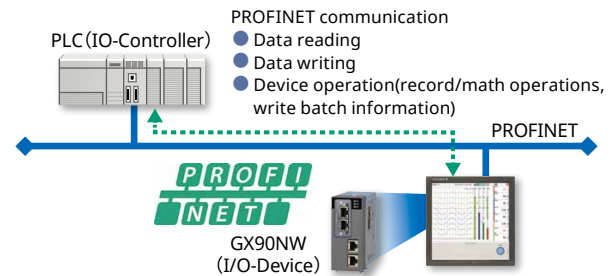 PROFINET communication
PLC(IO-Controller)
Data reading
Data writing
Device operation(record/math operations,
write batch information)
PROFINET
PROFI
NET
GX90NW
(I/O-Device)